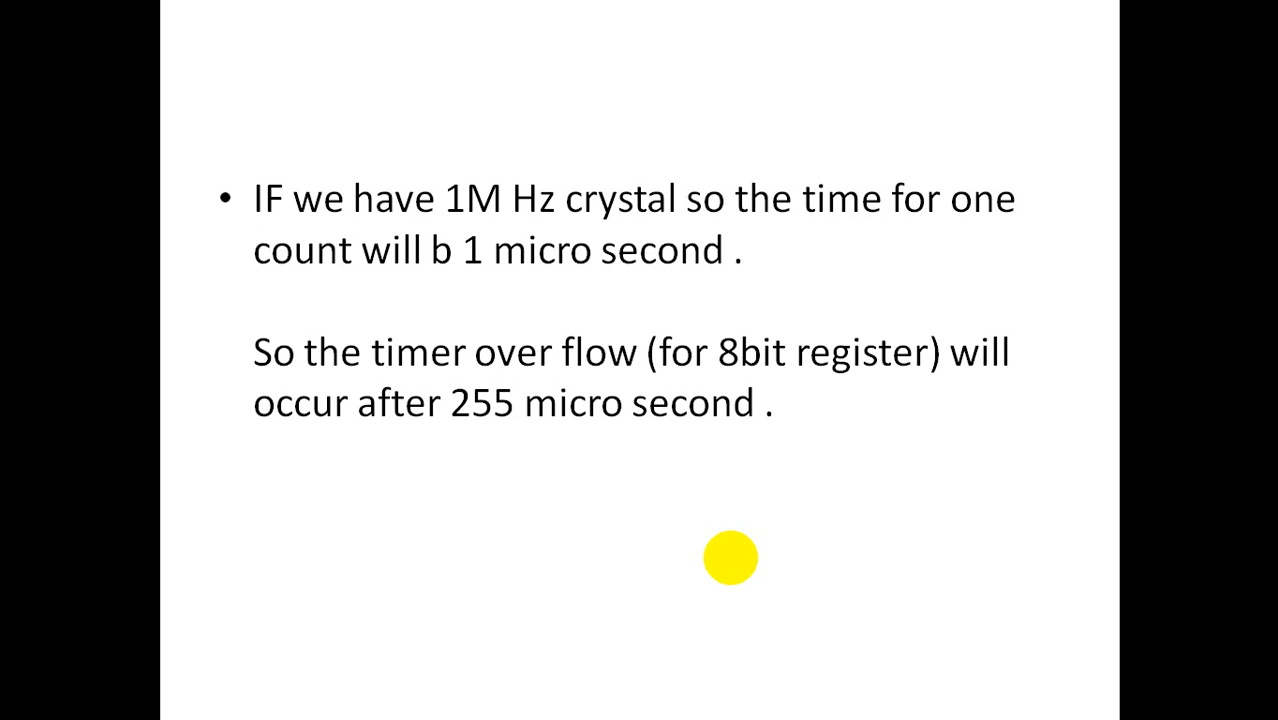 • IF we have 1M Hz crystal so the time for one
count will b 1 micro second .
So the timer over flow (for 8bit register) will
occur after 255 micro second .